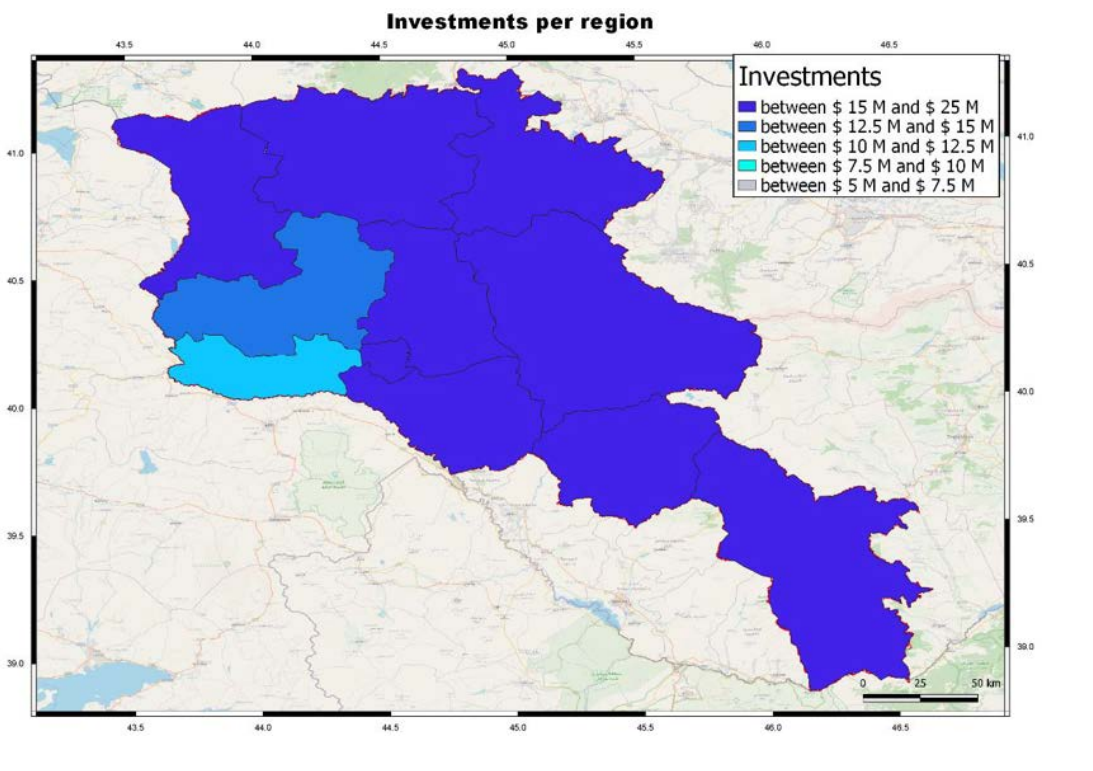 Investments per region
43.5 44.0 44.5 45.0 45.5 46.0 46.5
Investments
between $ 15 M and $ 25 M
between $ 12.5 M and $ 15 M
between $ 10 M and $ 12.5 M
between $ 7.5 M and $ 10 M
between $ 5 M and $ 7.5 M
41.0 41.0
40.5 40.5
40.0 40.0
39.5 39.5
39.0 39.0
0 25 50 km
43.5 44.0 44.5 45.0 45.5 46.0 46.5